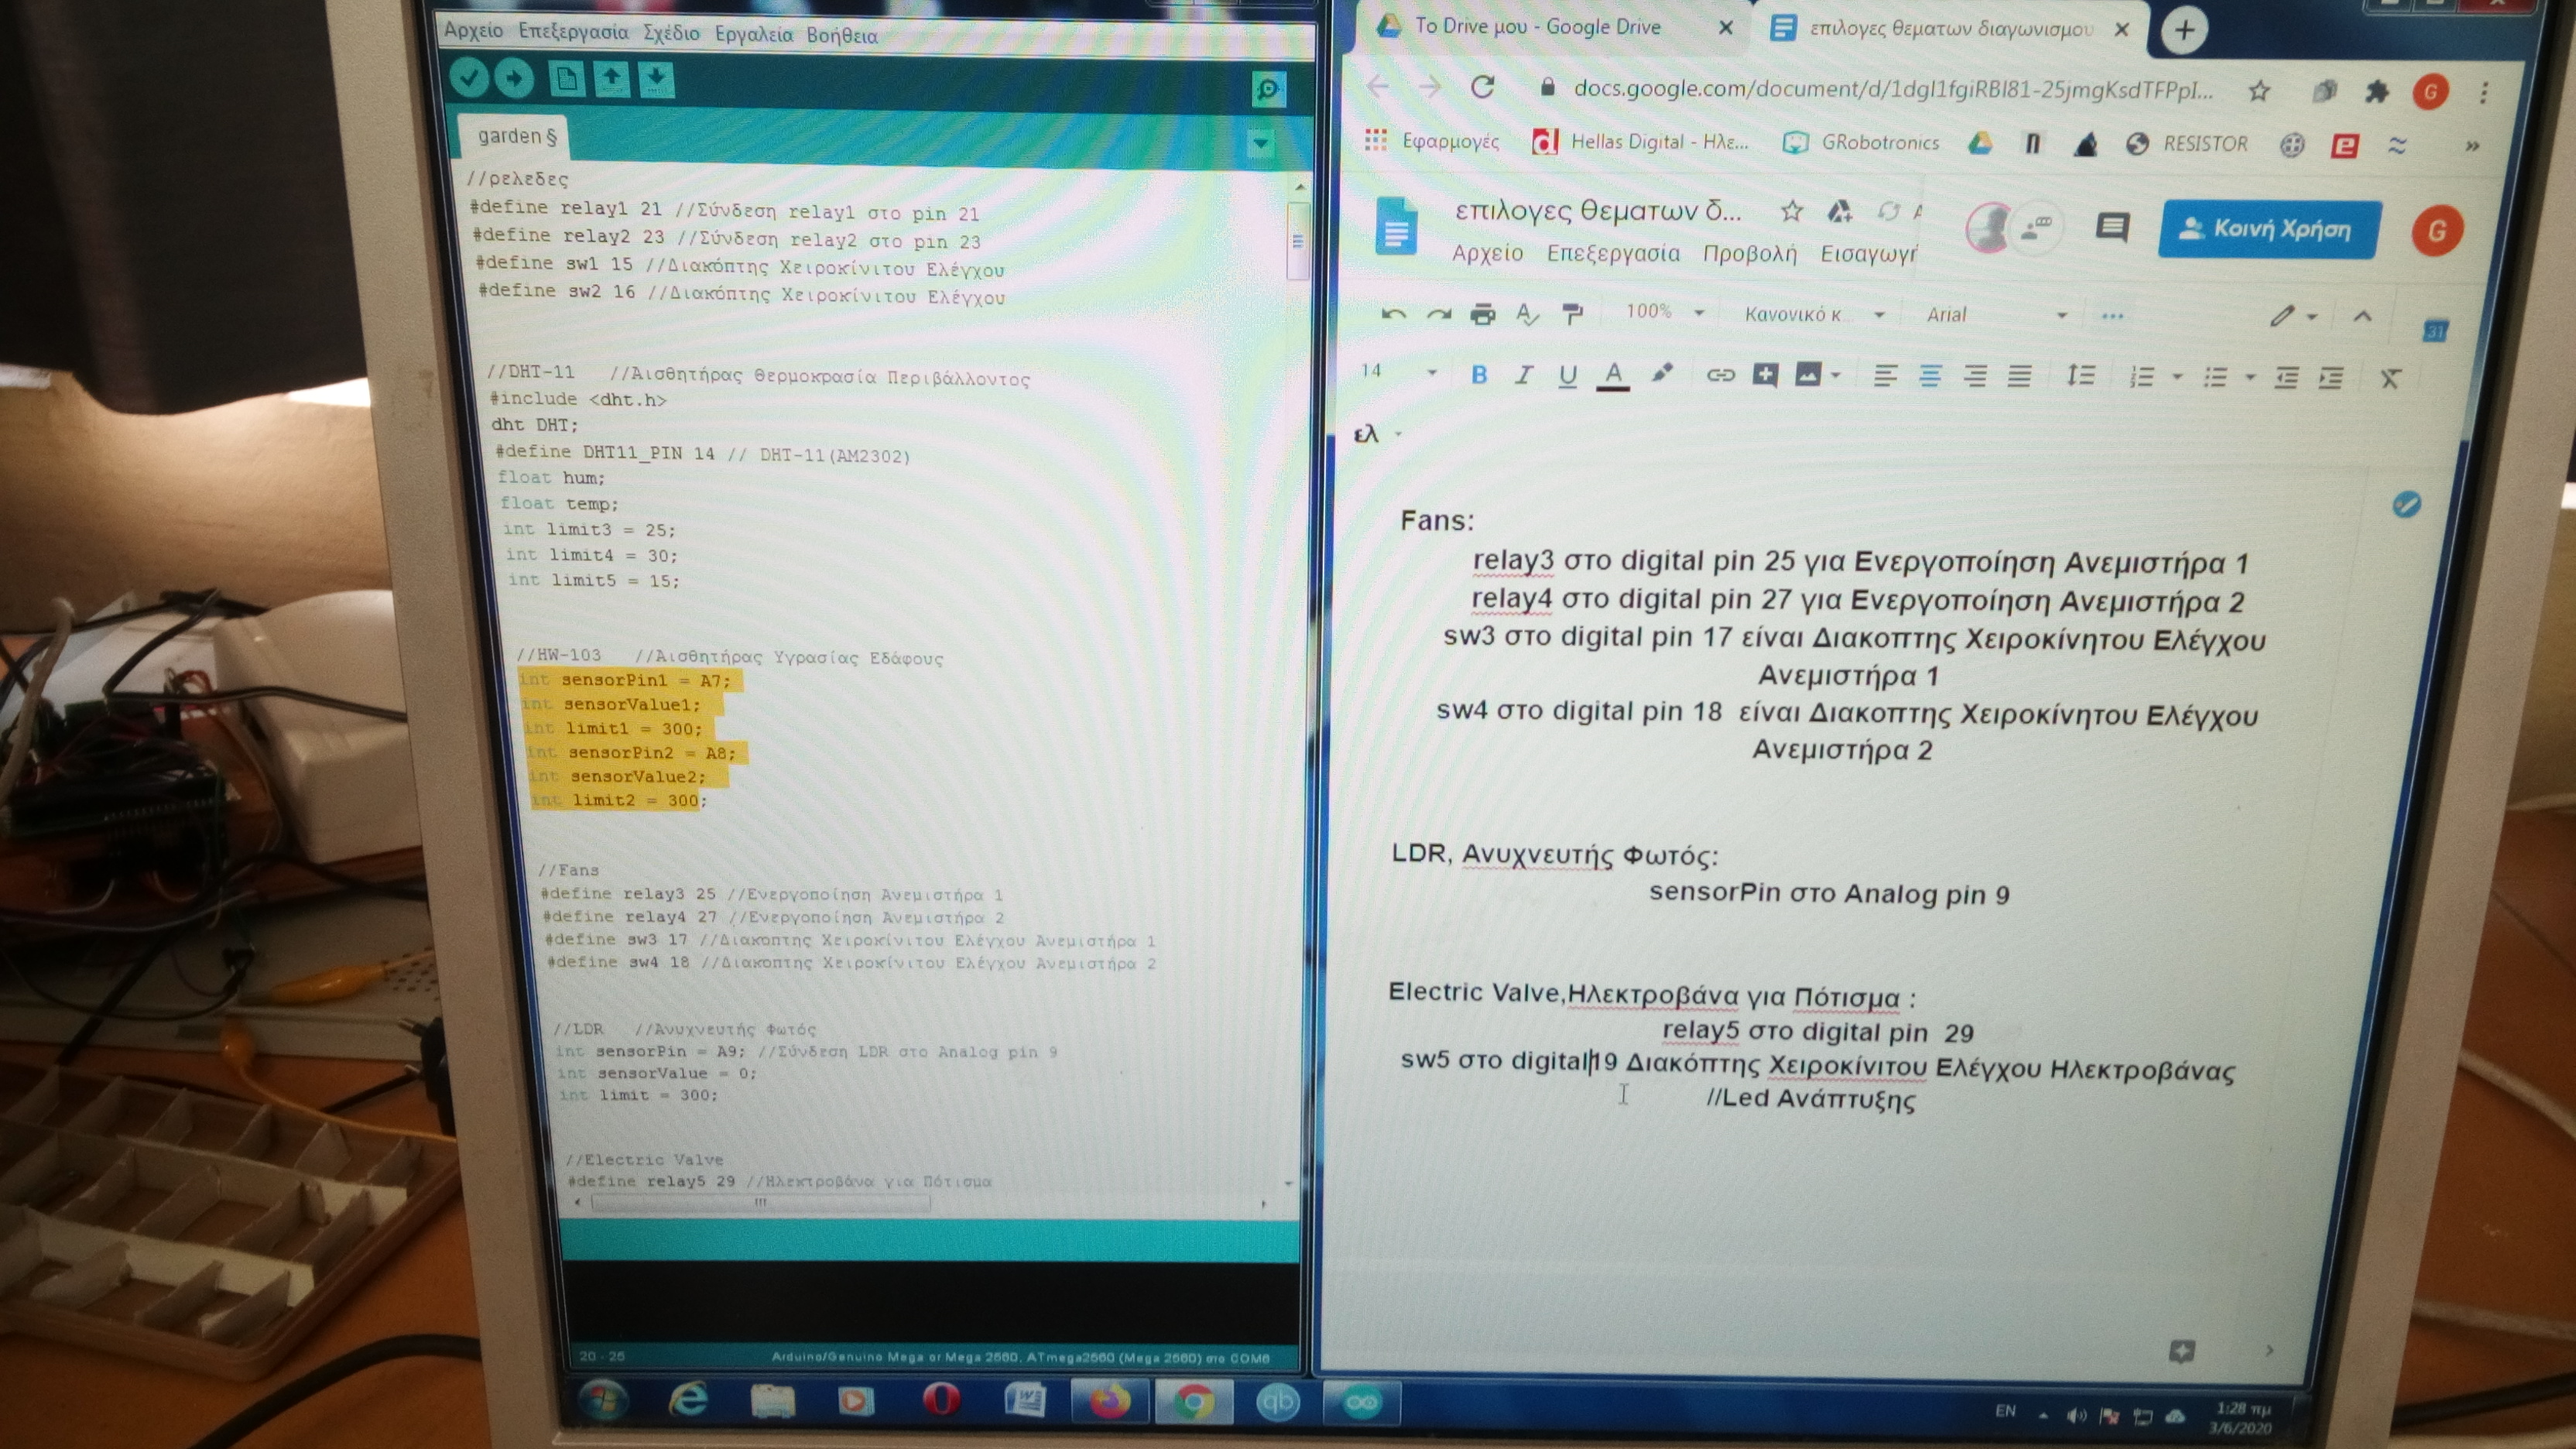 Αρχείο Επεξεργασία Σχέδιο Εργαλεία Βοήθεια
garden §
//ρελεδες
#define relay1 21 //Σύνδεση relay1 στο pin 21
#define relay2 23 //Σύνδεση relay2 στο pin 23
#define sw1 15 //Διακόπτης Χειροκίνιτου Ελέγχου
#define sw2 16 //Διακόπτης Χειροκίνιτου Ελέγχου
//DHT-11 //Αισθητήρας Θερμοκρασία Περιβάλλοντος
#include <dht.h>
dht DHT;
#define DHT11_PIN 14 // DHT-11(AM2302)
float hum;
float temp;
int limit3 = 25;
int limit4 = 30;
int limit5 = 15;
//HW-103 //Αισθητήρας Υγρασίας Εδάφους
int sensorPin1 = A7;
int sensorValue1;
int limit1 = 300;
int sensorPin2 = A8;
int sensorValue2;
int limit2 = 300;
//Fans
#define relay3 25 //Ενεργοποίηση Ανεμιστήρα 1
#define relay4 27 //Ενεργοποίηση Ανεμιστήρα 2
#define sw3 17 //Διακοπτης Χειροκίνιτου Ελέγχου Ανεμιστήρα 1
#define sw4 18 //Διακοπτης Χειροκίνιτου Ελέγχου Ανεμιστήρα 2
//LDR //Ανυχνευτής Φωτός
int sensorPin = A9; //Σύνδεση LDR στο Analog pin 9
int sensorValue = 0;
int limit = 300;
//Electric Valve
#define relay5 29 //Ηλεκτροβάνα για Πότισμα
20 - 26
Arduino/Genuino Mega or Mega 2560, ATmega2560 (Mega 2560) στο COM6
Το Drive μου - Google Drive
επιλογες θεματων διαγωνισμου
docs.google.com/document/d/1dgI1fgiRBI81-25jmgKsdTFPpI...
G
Εφαρμογές
Hellas Digital - Ηλε...
GRobotronics
RESISTOR
»
επιλογες θεματων δ...
Κοινή Χρήση
G
Αρχείο Επεξεργασία Προβολή Εισαγωγή
100% Κανονικό κ... Arial
31
14 B I U A
ελ
Fans:
relay3 στο digital pin 25 για Ενεργοποίηση Ανεμιστήρα 1
relay4 στο digital pin 27 για Ενεργοποίηση Ανεμιστήρα 2
sw3 στο digital pin 17 είναι Διακοπτης Χειροκίνητου Ελέγχου
Ανεμιστήρα 1
sw4 στο digital pin 18 είναι Διακοπτης Χειροκίνητου Ελέγχου
Ανεμιστήρα 2
LDR, Ανυχνευτής Φωτός:
sensorPin στο Analog pin 9
Electric Valve,Ηλεκτροβάνα για Πότισμα :
relay5 στο digital pin 29
sw5 στο digital19 Διακόπτης Χειροκίνιτου Ελέγχου Ηλεκτροβάνας
//Led Ανάπτυξης
qb
EN
1:28 πμ
3/6/2020